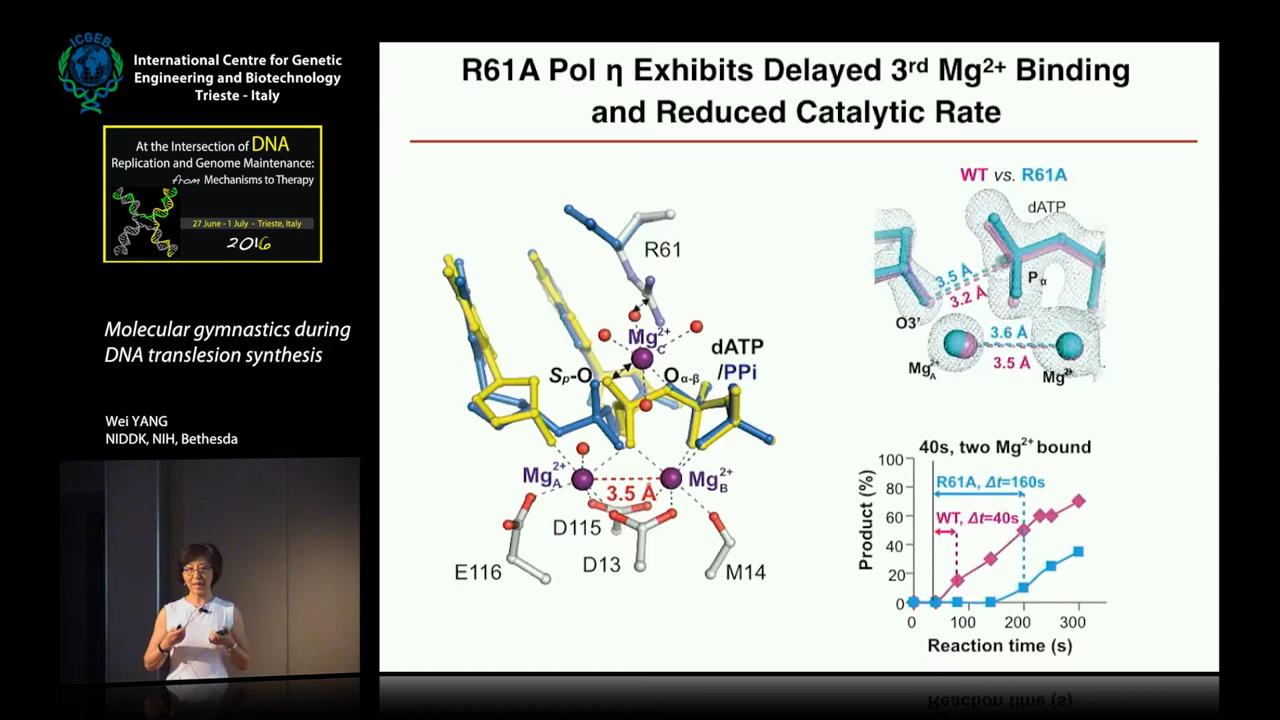 ICGEB
International Centre for Genetic
Engineering and Biotechnology
Trieste - Italy
At the Intersection of DNA
Replication and Genome Maintenance:
from Mechanisms to Therapy
27 June - 1 July - Trieste, Italy
2016
Molecular gymnastics during
DNA translesion synthesis
Wei YANG
NIDDK, NIH, Bethesda
R61A Pol η Exhibits Delayed 3rd Mg2+ Binding
and Reduced Catalytic Rate
R61
Mg2+C
dATP
/PPi
Sp-O
Oα-β
Mg2+A
Mg2+B
3.5 Å
D115
D13
E116
M14
WT vs. R61A
dATP
3.5 Å
3.2 Å
Pα
O3'
3.6 Å
3.5 Å
Mg2+A
Mg2+
40s, two Mg2+ bound
Product (%)
100
80
60
40
20
0
R61A, Δt=160s
WT, Δt=40s
0 100 200 300
Reaction time (s)
Reaction time (s)